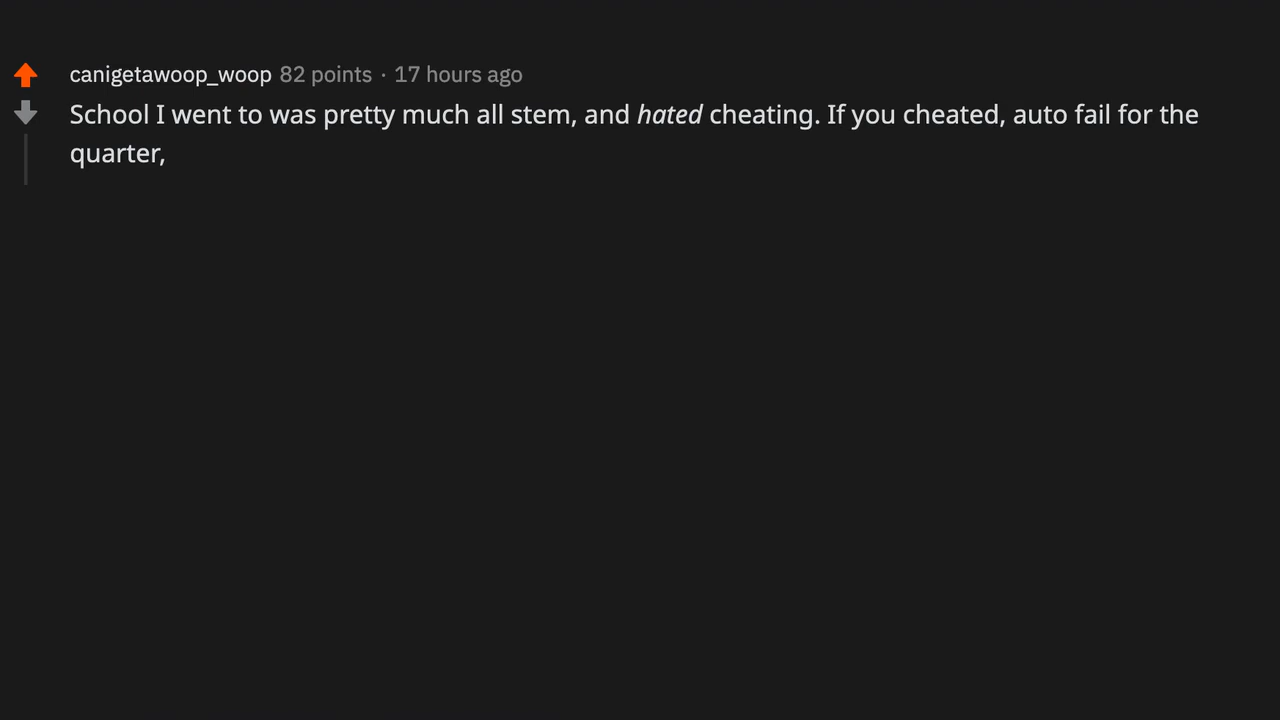 canigetawoop_woop 82 points · 17 hours ago
School I went to was pretty much all stem, and hated cheating. If you cheated, auto fail for the
quarter,